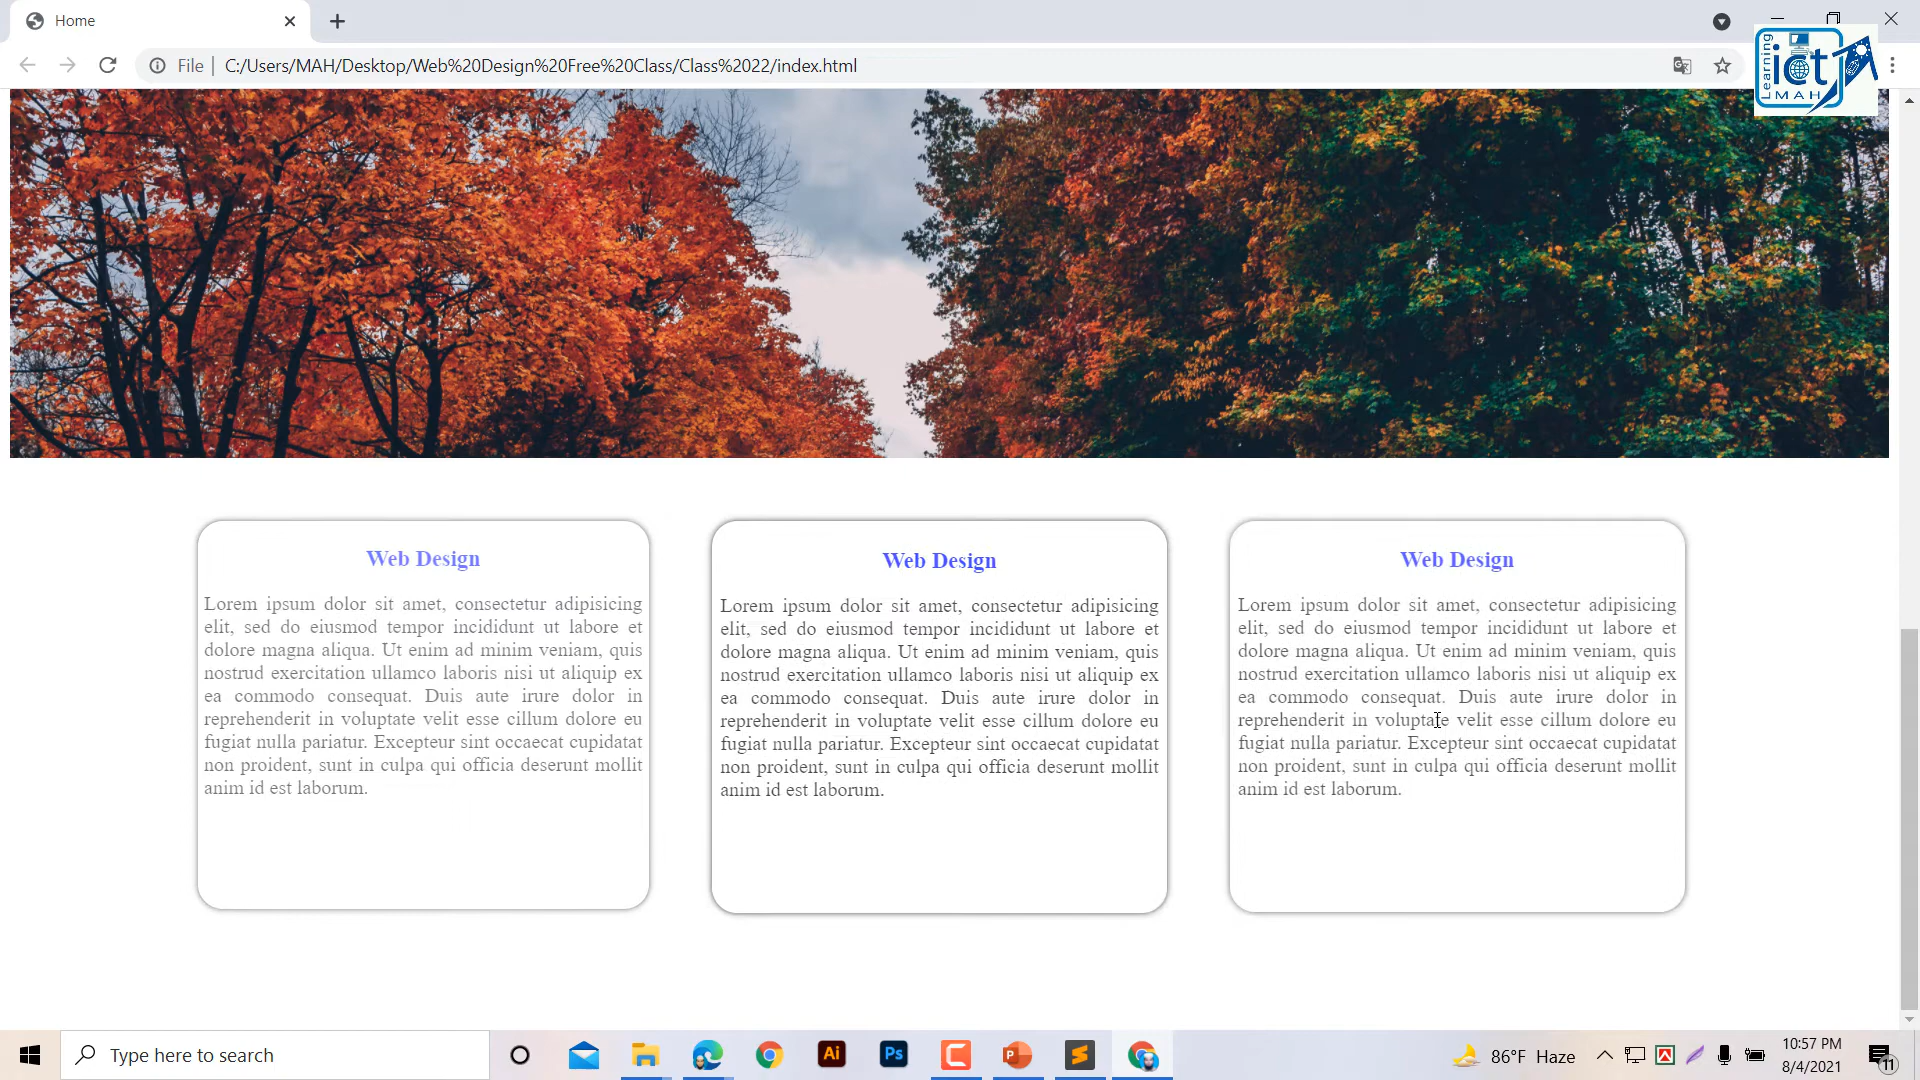 Home
File
C:/Users/MAH/Desktop/Web%20Design%20Free%20Class/Class%2022/index.html
Learning
ict
MAH
Web Design
Lorem ipsum dolor sit amet, consectetur adipisicing
elit, sed do eiusmod tempor incididunt ut labore et
dolore magna aliqua. Ut enim ad minim veniam, quis
nostrud exercitation ullamco laboris nisi ut aliquip ex
ea commodo consequat. Duis aute irure dolor in
reprehenderit in voluptate velit esse cillum dolore eu
fugiat nulla pariatur. Excepteur sint occaecat cupidatat
non proident, sunt in culpa qui officia deserunt mollit
anim id est laborum.
Web Design
Lorem ipsum dolor sit amet, consectetur adipisicing
elit, sed do eiusmod tempor incididunt ut labore et
dolore magna aliqua. Ut enim ad minim veniam, quis
nostrud exercitation ullamco laboris nisi ut aliquip ex
ea commodo consequat. Duis aute irure dolor in
reprehenderit in voluptate velit esse cillum dolore eu
fugiat nulla pariatur. Excepteur sint occaecat cupidatat
non proident, sunt in culpa qui officia deserunt mollit
anim id est laborum.
Web Design
Lorem ipsum dolor sit amet, consectetur adipisicing
elit, sed do eiusmod tempor incididunt ut labore et
dolore magna aliqua. Ut enim ad minim veniam, quis
nostrud exercitation ullamco laboris nisi ut aliquip ex
ea commodo consequat. Duis aute irure dolor in
reprehenderit in voluptate velit esse cillum dolore eu
fugiat nulla pariatur. Excepteur sint occaecat cupidatat
non proident, sunt in culpa qui officia deserunt mollit
anim id est laborum.
Type here to search
Ai
Ps
86°F Haze
10:57 PM
8/4/2021
11